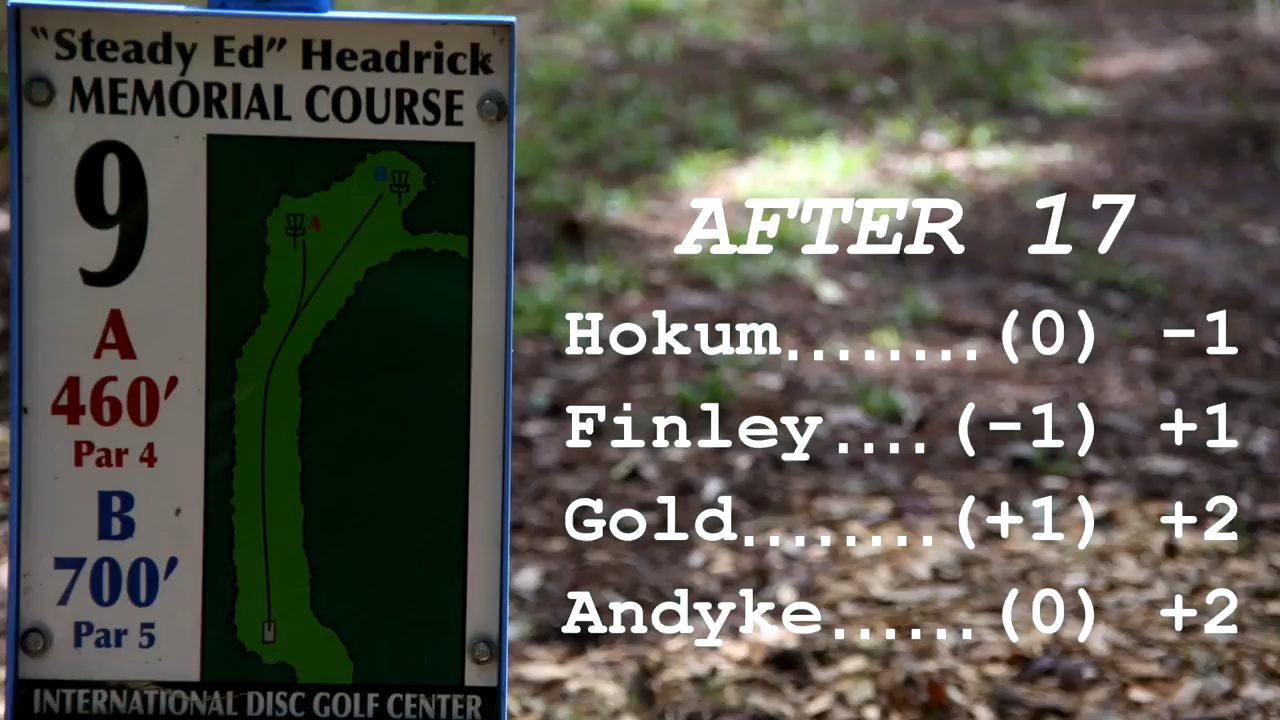 "Steady Ed" Headrick
MEMORIAL COURSE
9
A
460'
Par 4
B
700'
Par 5
B
A
INTERNATIONAL DISC GOLF CENTER
AFTER 17
Hokum........(0) -1
Finley....(-1) +1
Gold........(+1) +2
Andyke......(0) +2